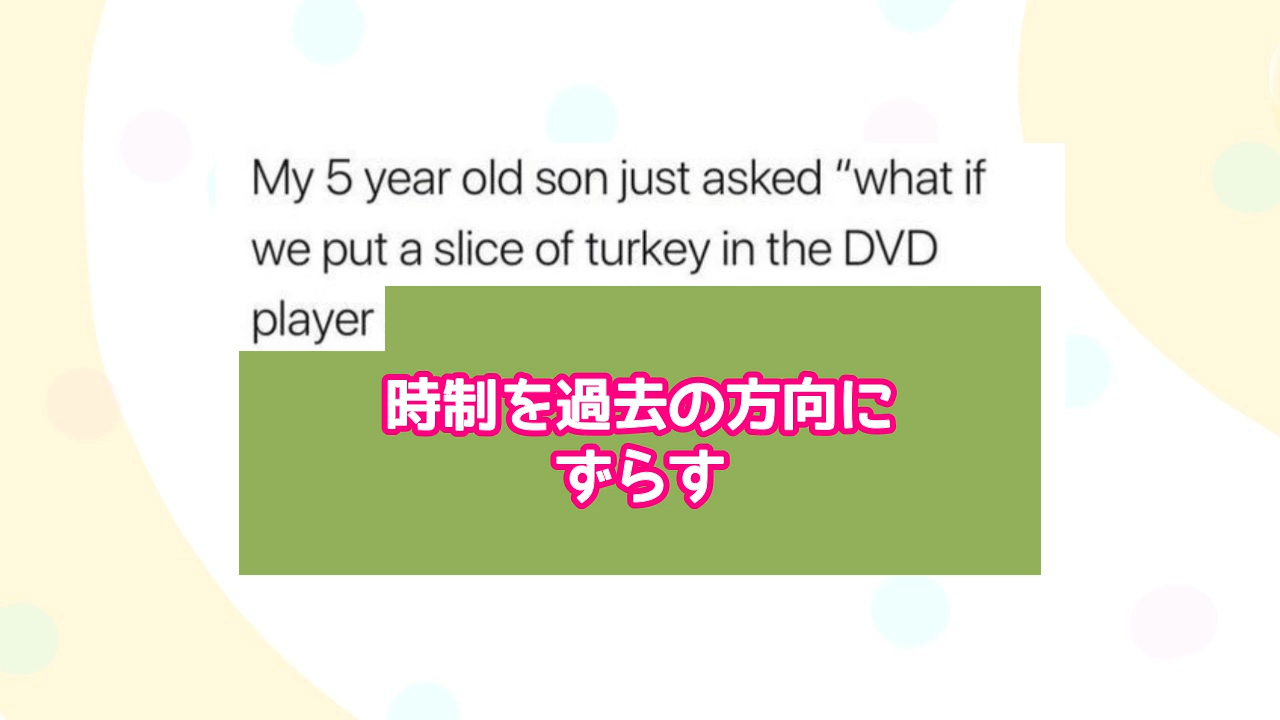 My 5 year old son just asked “what if
we put a slice of turkey in the DVD
player
時制を過去の方向に
ずらす